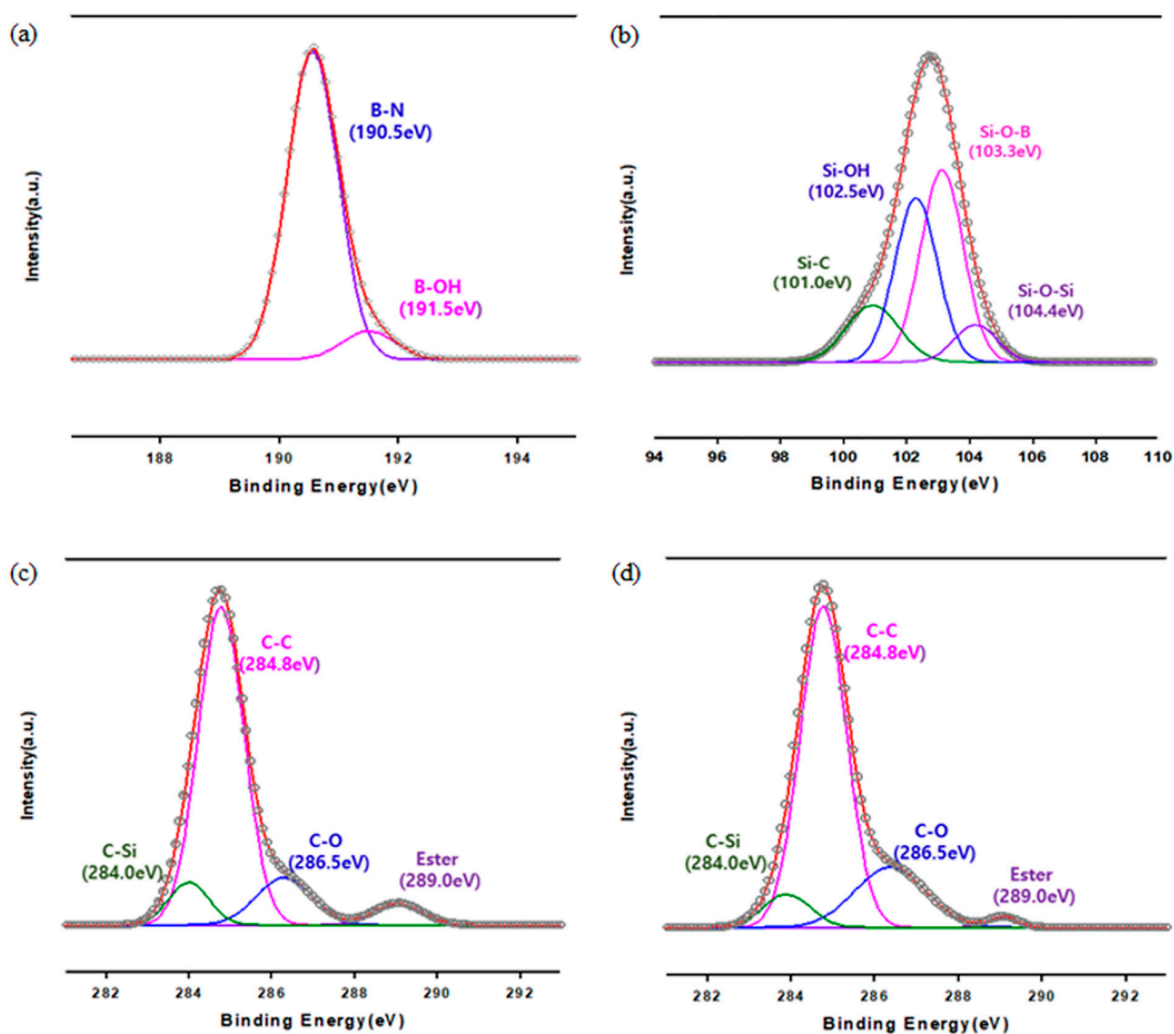 (a)
B-N
(190.5eV)
B-OH
(191.5eV)
Intensity(a.u.)
188 190 192 194
Binding Energy(eV)
(b)
Si-O-B
(103.3eV)
Si-OH
(102.5eV)
Si-C
(101.0eV)
Si-O-Si
(104.4eV)
Intensity(a.u.)
94 96 98 100 102 104 106 108 110
Binding Energy(eV)
(c)
C-C
(284.8eV)
C-Si
(284.0eV)
C-O
(286.5eV)
Ester
(289.0eV)
Intensity(a.u.)
282 284 286 288 290 292
Binding Energy(eV)
(d)
C-C
(284.8eV)
C-Si
(284.0eV)
C-O
(286.5eV)
Ester
(289.0eV)
Intensity(a.u.)
282 284 286 288 290 292
Binding Energy(eV)